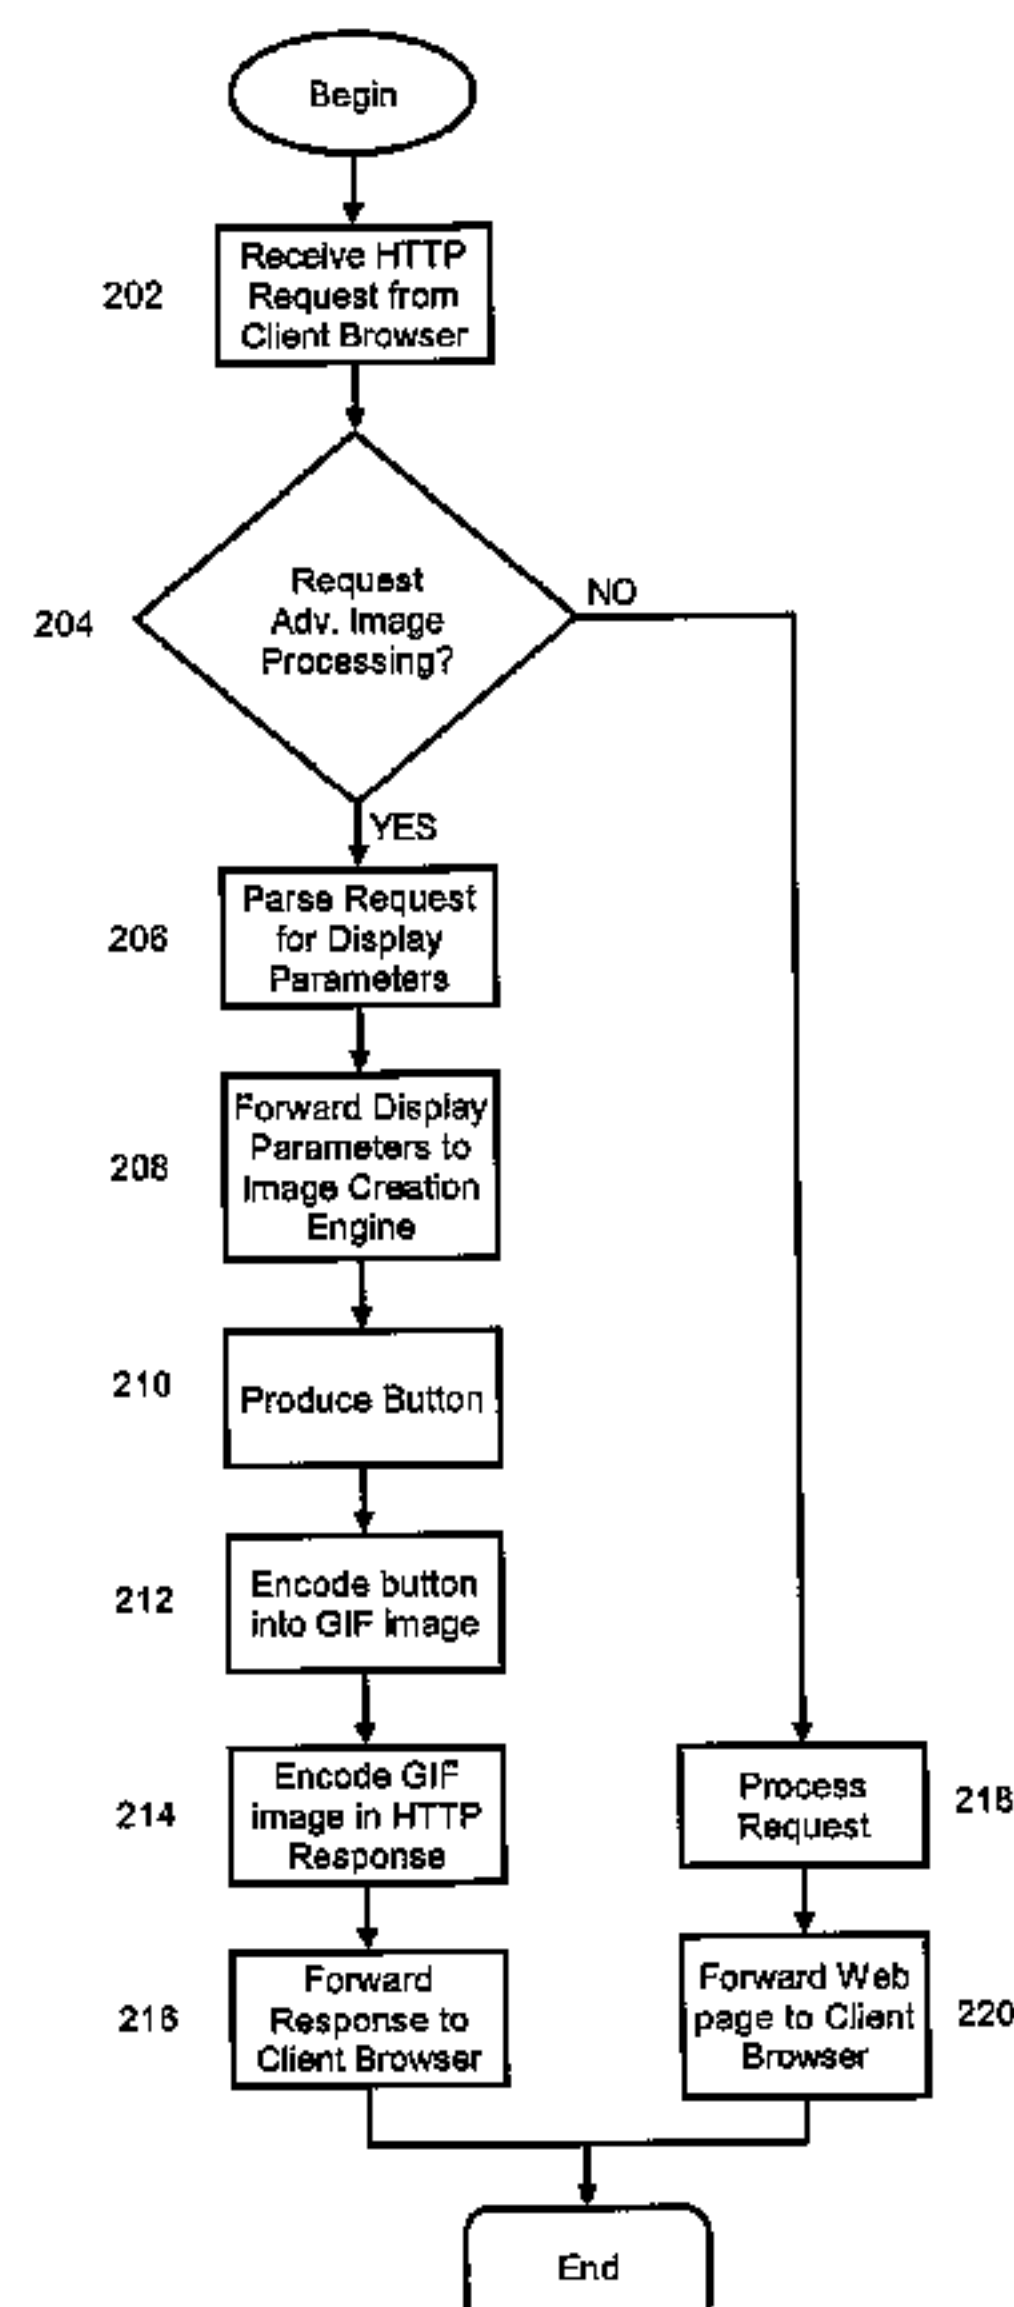 Begin
202
Receive HTTP
Request from
Client Browser
204
Request
Adv. Image
Processing?
NO
YES
206
Parse Request
for Display
Parameters
208
Forward Display
Parameters to
Image Creation
Engine
210
Produce Button
212
Encode button
into GIF image
214
Encode GIF
image in HTTP
Response
Process
Request
218
216
Forward
Response to
Client Browser
Forward Web
page to Client
Browser
220
End